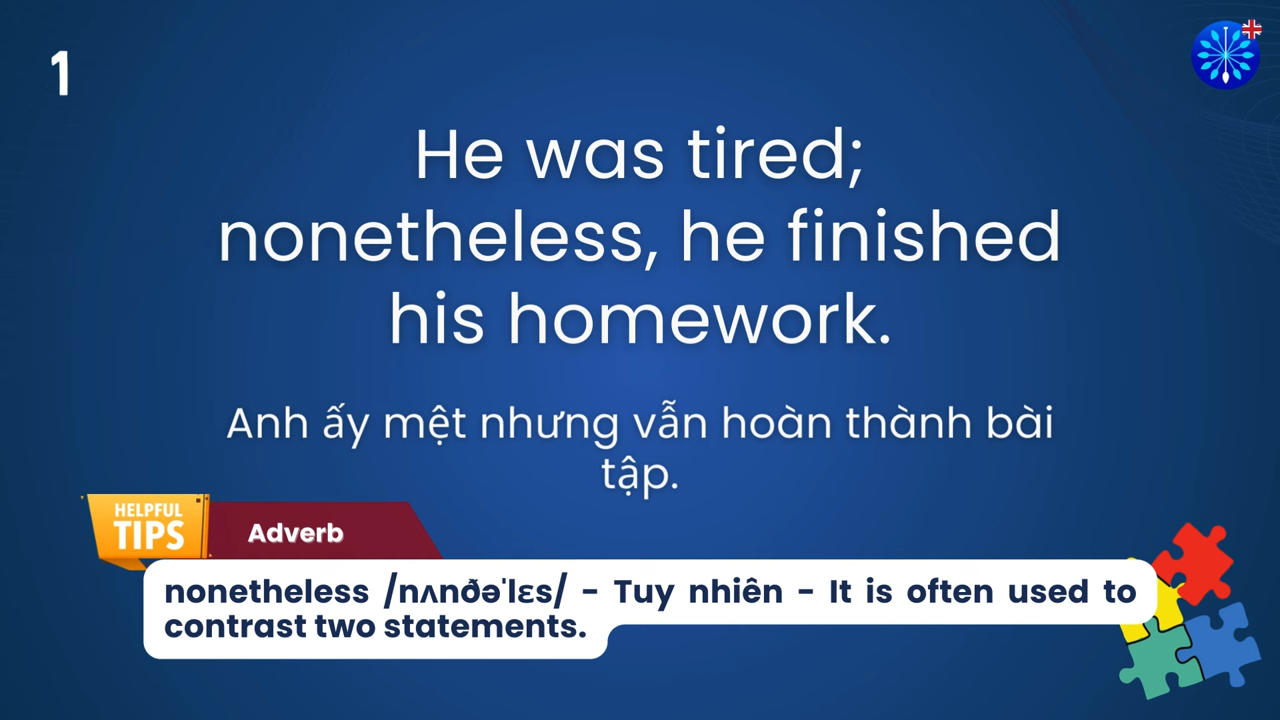 1
He was tired;
nonetheless, he finished
his homework.
Anh ấy mệt nhưng vẫn hoàn thành bài
tập.
HELPFUL
TIPS
Adverb
nonetheless /nʌnðəˈlɛs/ - Tuy nhiên - It is often used to
contrast two statements.